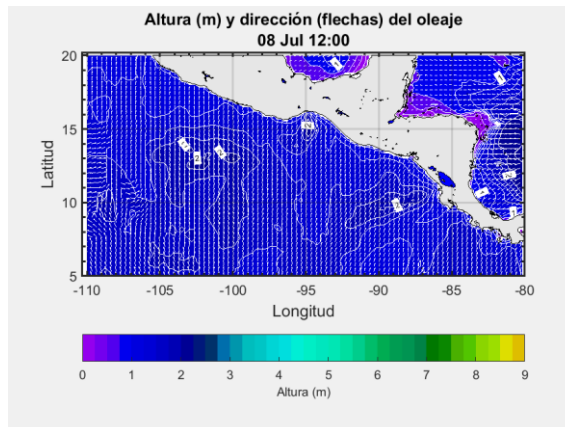 Altura (m) y dirección (flechas) del oleaje
08 Jul 12:00
20
15
10
5
Latitud
-110 -105 -100 -95 -90 -85 -80
Longitud
0 1 2 3 4 5 6 7 8 9
Altura (m)